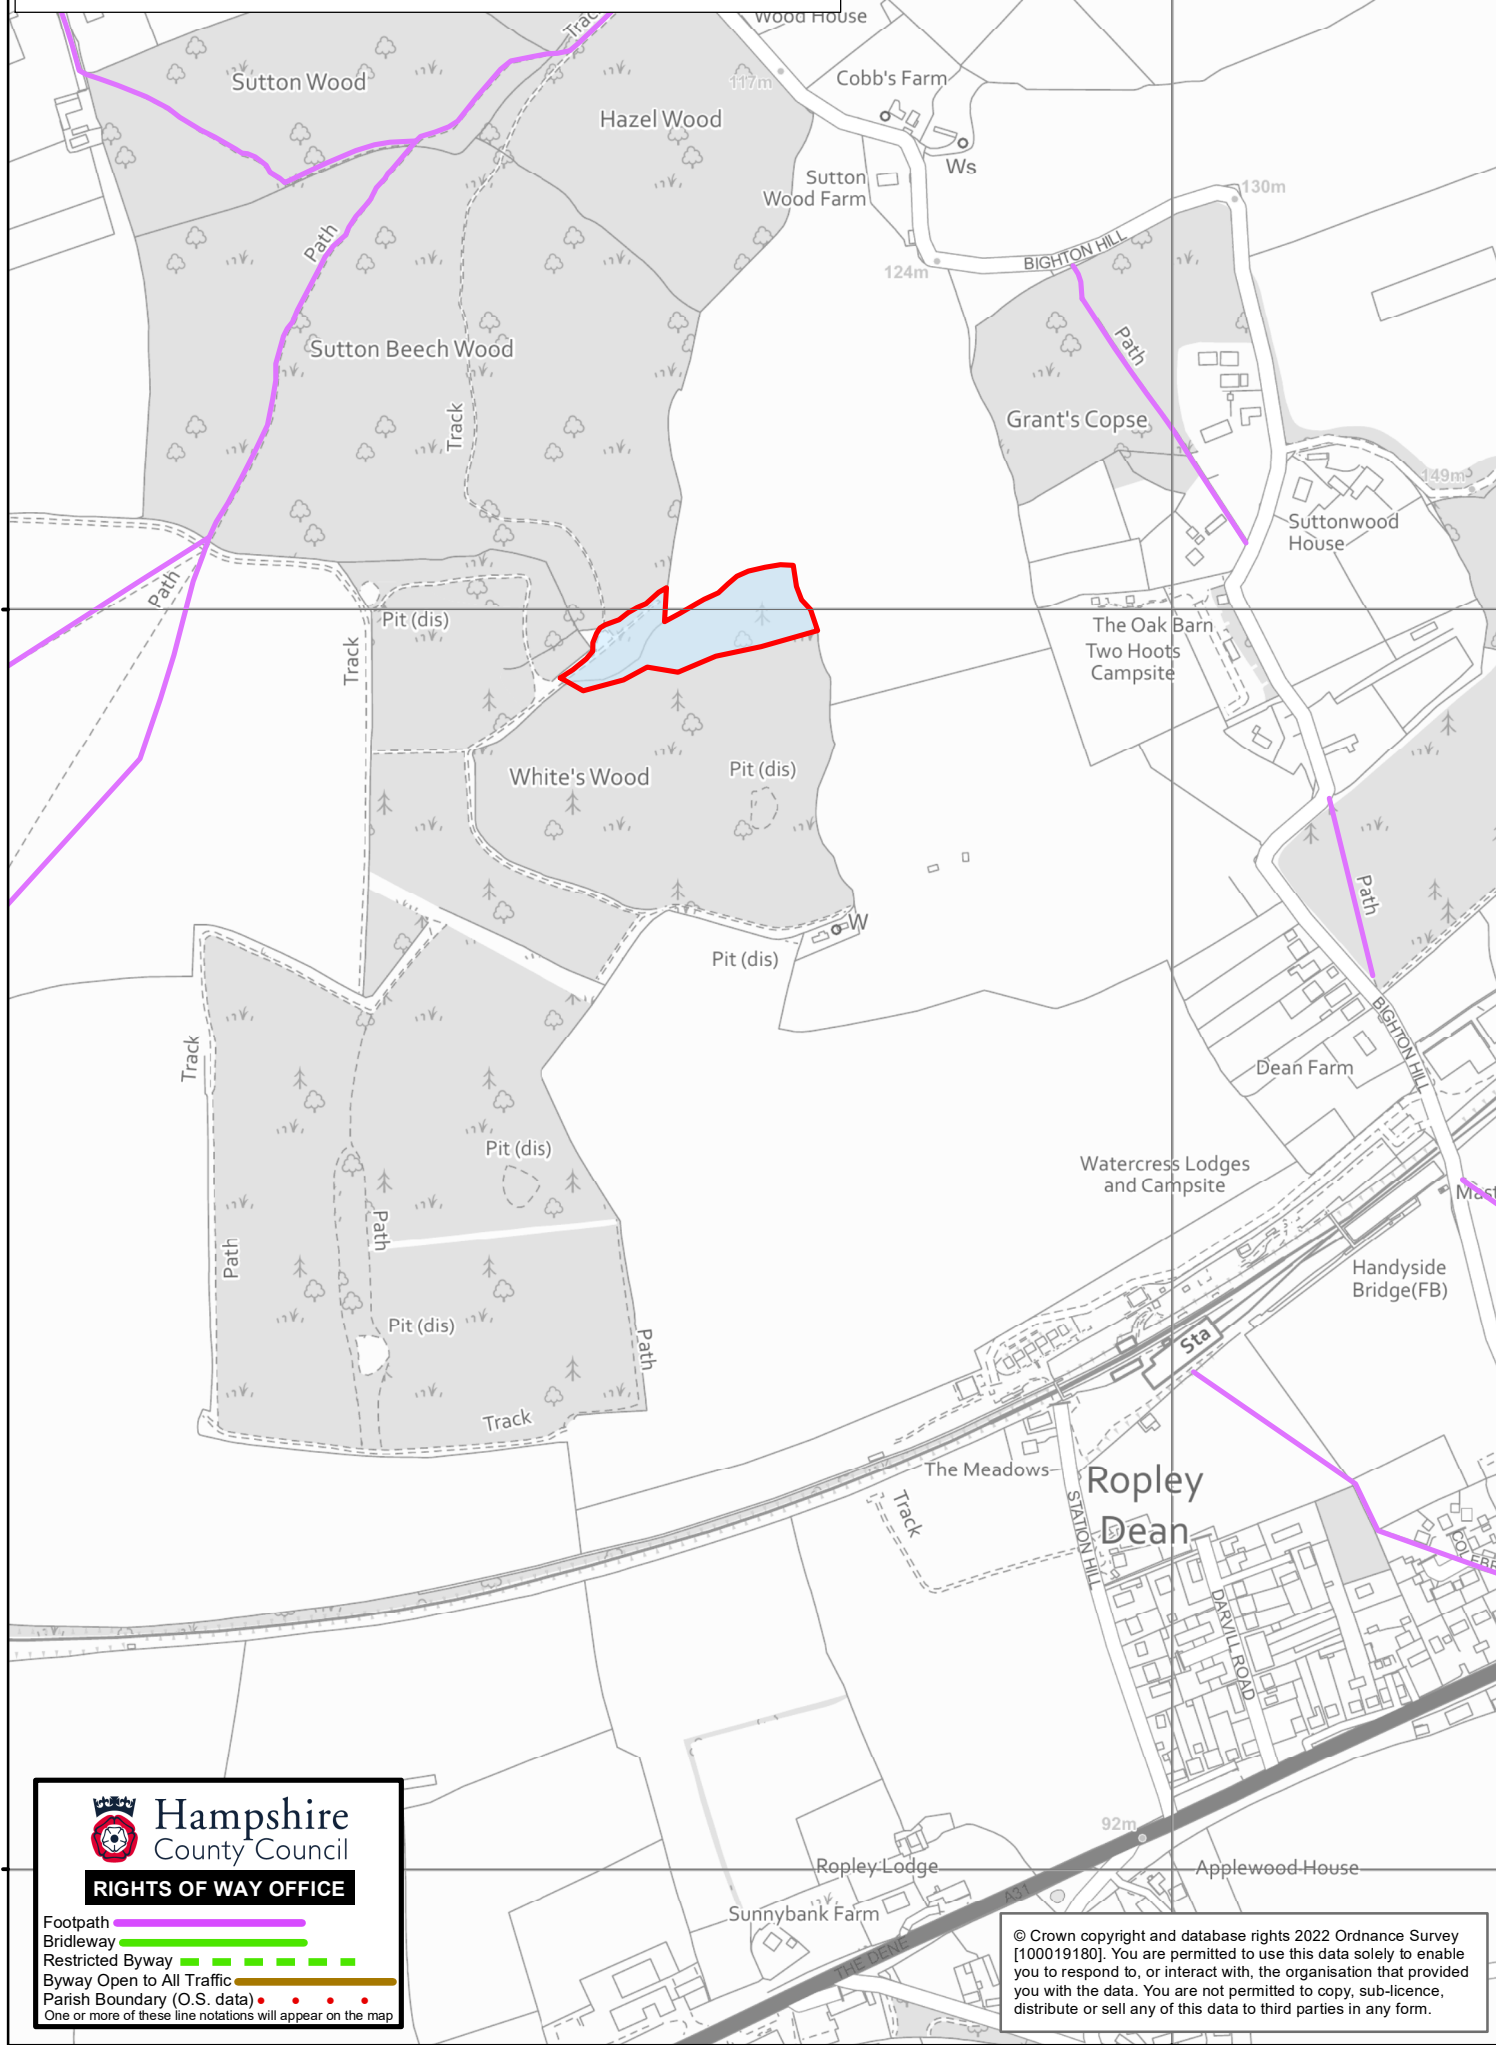 Wood House
Track
Sutton Wood
117m
Cobb's Farm
Hazel Wood
Ws
Sutton
Wood Farm
130m
Track
Path
BIGHTON HILL
124m
Path
Sutton Beech Wood
Track
Grant's Copse
149m
Suttonwood
House
Path
Pit (dis)
The Oak Barn
Two Hoots
Campsite
Track
White's Wood
Pit (dis)
Path
W
Pit (dis)
BIGHTON HILL
Track
Dean Farm
Pit (dis)
Watercress Lodges
and Campsite
Path
Path
Handyside
Bridge(FB)
Pit (dis)
Sta
Path
Track
The Meadows
Ropley
Dean
Track
STATION HILL
DARVILL ROAD
92m
Ropley Lodge
Applewood House
A31
Sunnybank Farm
THE DENE
Hampshire
County Council
RIGHTS OF WAY OFFICE
Footpath
Bridleway
Restricted Byway
Byway Open to All Traffic
Parish Boundary (O.S. data)
One or more of these line notations will appear on the map
© Crown copyright and database rights 2022 Ordnance Survey
[100019180]. You are permitted to use this data solely to enable
you to respond to, or interact with, the organisation that provided
you with the data. You are not permitted to copy, sub-licence,
distribute or sell any of this data to third parties in any form.